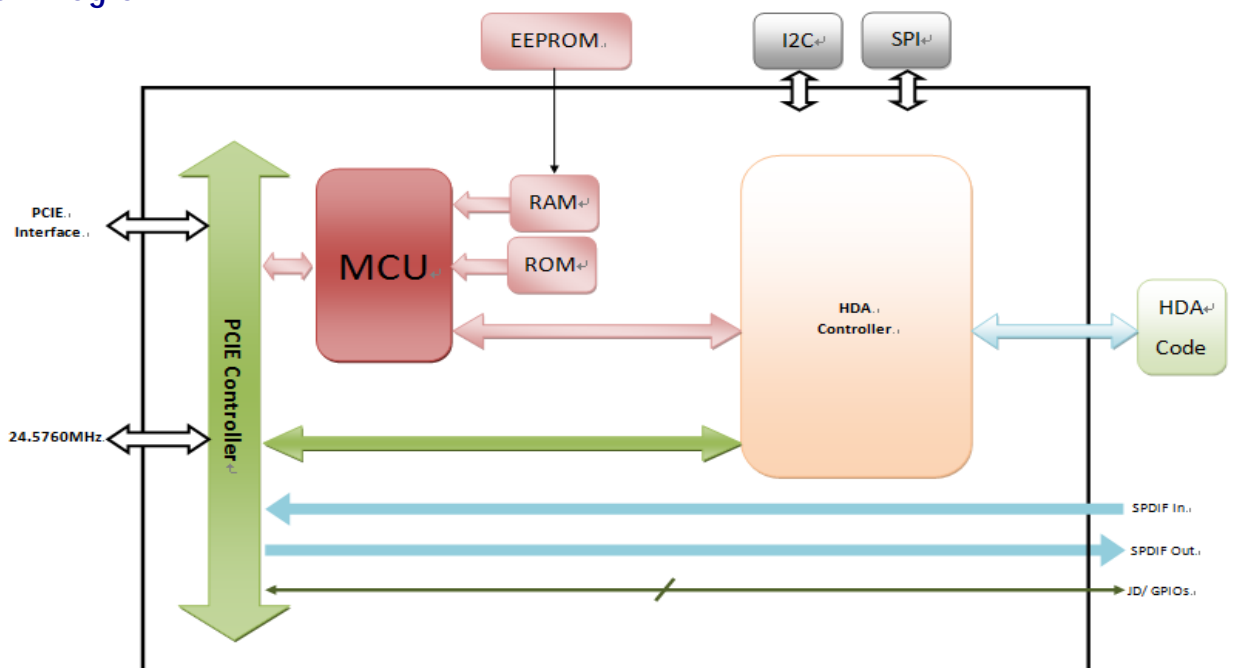 EEPROM.
I2C
SPI
RAM
ROM
MCU
PCIE.
Interface.
HDA.
Controller.
HDA
Code
PCIE Controller
24.5760MHz.
SPDIF In.
SPDIF Out.
JD/ GPIOs.